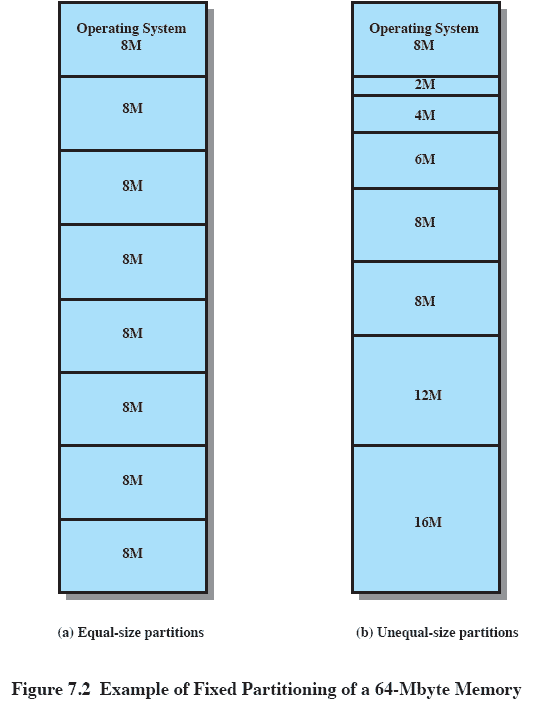 Operating System
8M
8M
8M
8M
8M
8M
8M
8M
(a) Equal-size partitions
Operating System
8M
2M
4M
6M
8M
8M
12M
16M
(b) Unequal-size partitions
Figure 7.2 Example of Fixed Partitioning of a 64-Mbyte Memory